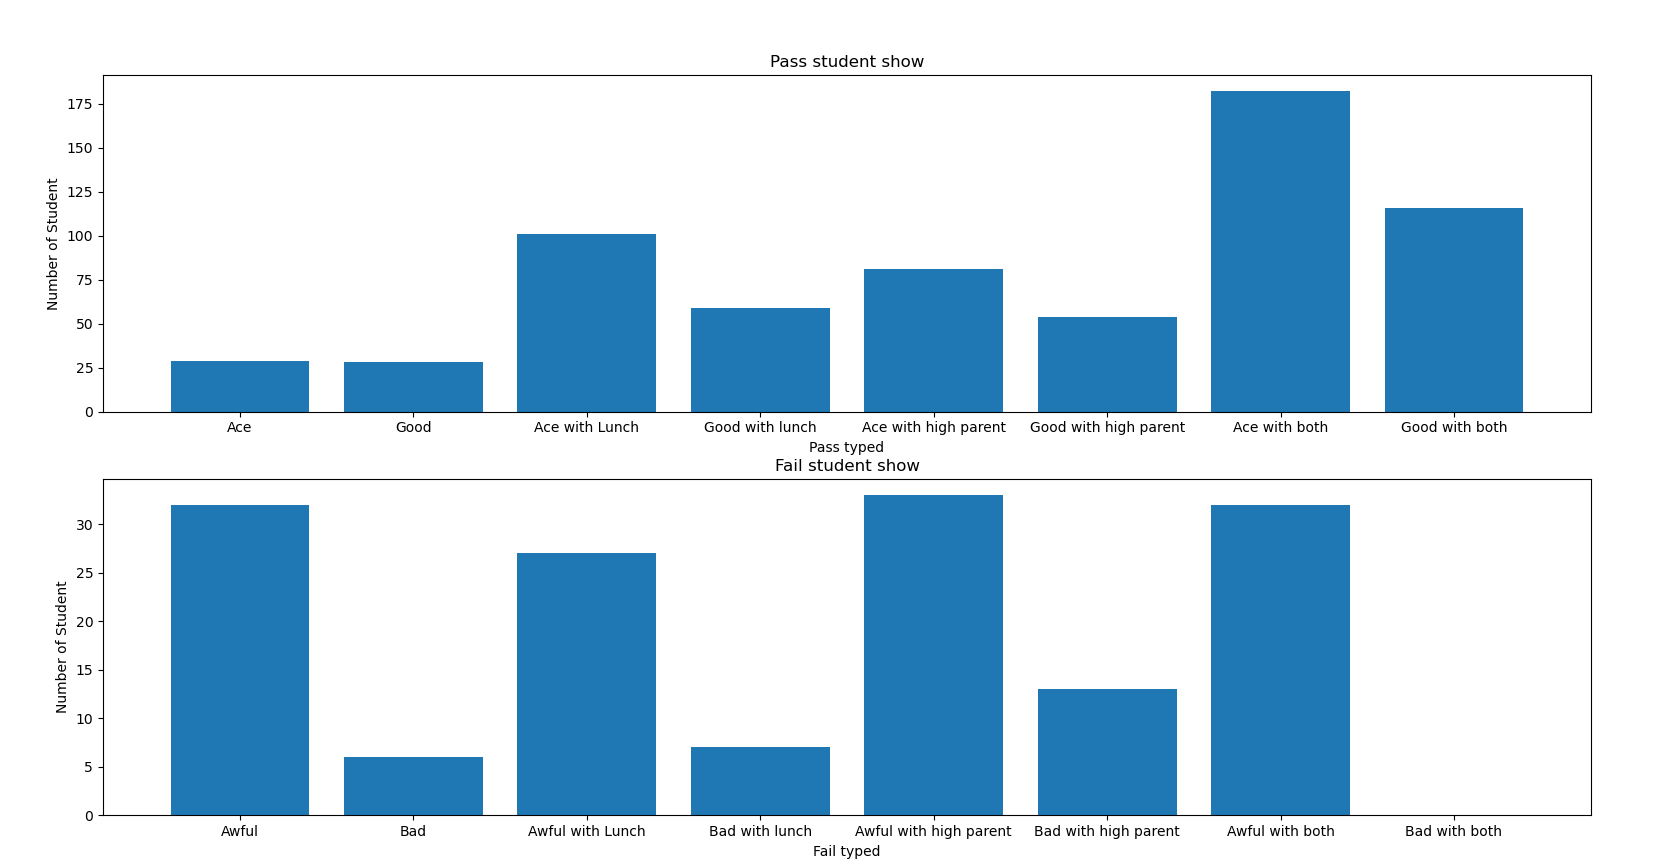 Pass student show
175
150
125
100
75
50
25
0
Number of Student
Ace Good Ace with Lunch Good with lunch Ace with high parent Good with high parent Ace with both Good with both
Pass typed
Fail student show
30
25
20
15
10
5
0
Number of Student
Awful Bad Awful with Lunch Bad with lunch Awful with high parent Bad with high parent Awful with both Bad with both
Fail typed